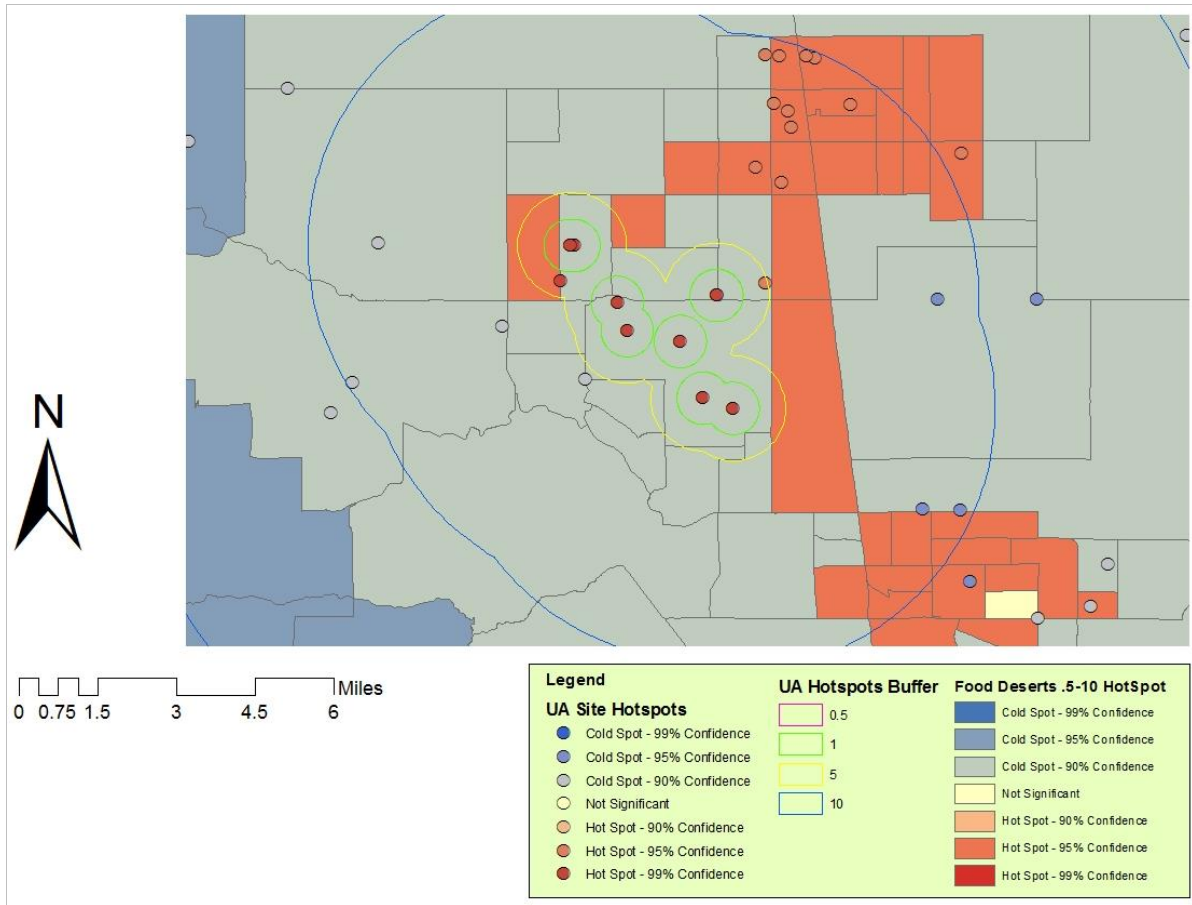 N
Miles
0 0.75 1.5 3 4.5 6
Legend
UA Site Hotspots
Cold Spot - 99% Confidence
Cold Spot - 95% Confidence
Cold Spot - 90% Confidence
Not Significant
Hot Spot - 90% Confidence
Hot Spot - 95% Confidence
Hot Spot - 99% Confidence
UA Hotspots Buffer
0.5
1
5
10
Food Deserts .5-10 HotSpot
Cold Spot - 99% Confidence
Cold Spot - 95% Confidence
Cold Spot - 90% Confidence
Not Significant
Hot Spot - 90% Confidence
Hot Spot - 95% Confidence
Hot Spot - 99% Confidence